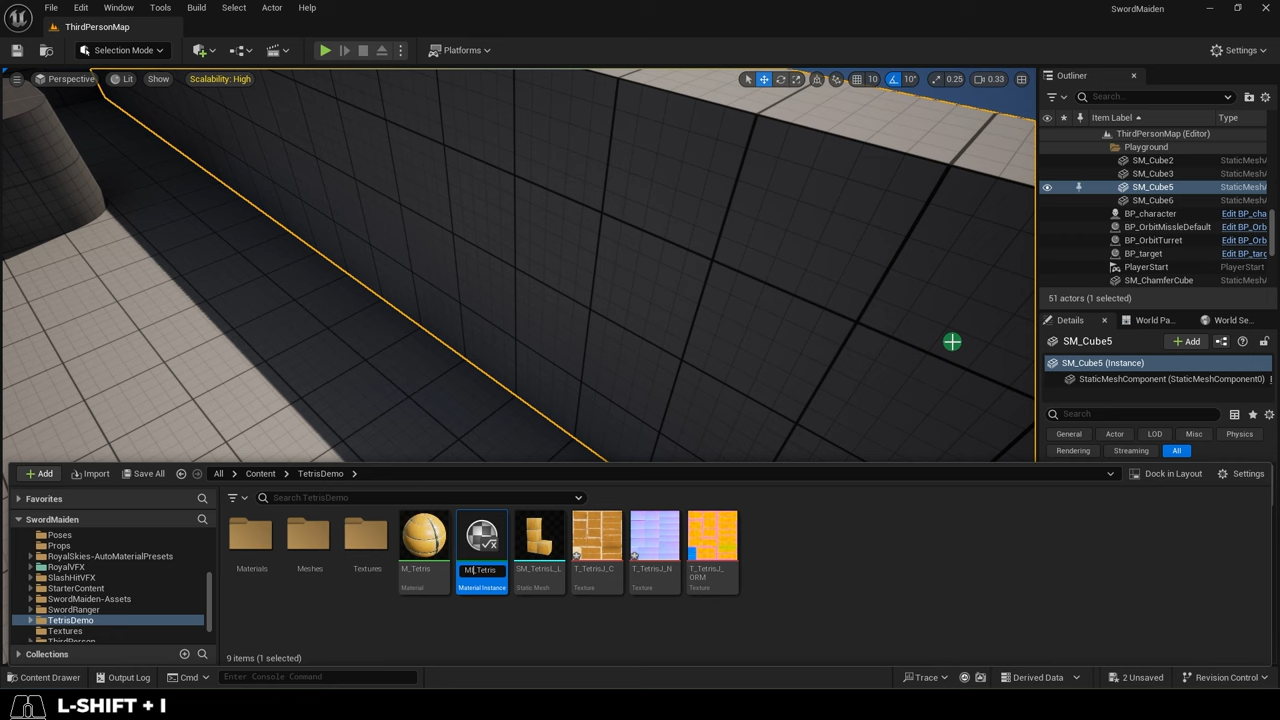 File Edit Window Tools Build Select Actor Help
SwordMaiden
ThirdPersonMap
Selection Mode
Platforms
Settings
Perspective Lit Show Scalability: High
10 10° 0.25 0.33
Outliner
Search...
Item Label Type
ThirdPersonMap (Editor)
Playground
SM_Cube2 StaticMesh
SM_Cube3 StaticMesh
SM_Cube5 StaticMesh
SM_Cube6 StaticMesh
BP_character Edit BP_cha
BP_OrbitMissleDefault Edit BP_Orb
BP_OrbitTurret Edit BP_Orb
BP_target Edit BP_targ
PlayerStart PlayerStart
SM_ChamferCube StaticMesh
51 actors (1 selected)
Details World Pa... World Se...
SM_Cube5 Add
SM_Cube5 (Instance)
StaticMeshComponent (StaticMeshComponent0)
Search
General Actor LOD Misc Physics
Rendering Streaming All
Add Import Save All All Content TetrisDemo Dock in Layout Settings
Favorites
Search TetrisDemo
SwordMaiden
Poses
Props
RoyalSkies-AutoMaterialPresets
RoyalVFX
SlashHitVFX
StarterContent
SwordMaiden-Assets
SwordRanger
TetrisDemo
Textures
ThirdPerson
Collections
Materials Meshes Textures
M_Tetris
Material
MI_Tetris
Material Instance
SM_TetrisL_L
Static Mesh
T_TetrisJ_C
Texture
T_TetrisJ_N
Texture
T_TetrisJ_
ORM
Texture
9 items (1 selected)
Content Drawer Output Log Cmd Enter Console Command Trace Derived Data 2 Unsaved Revision Control
L-SHIFT + I